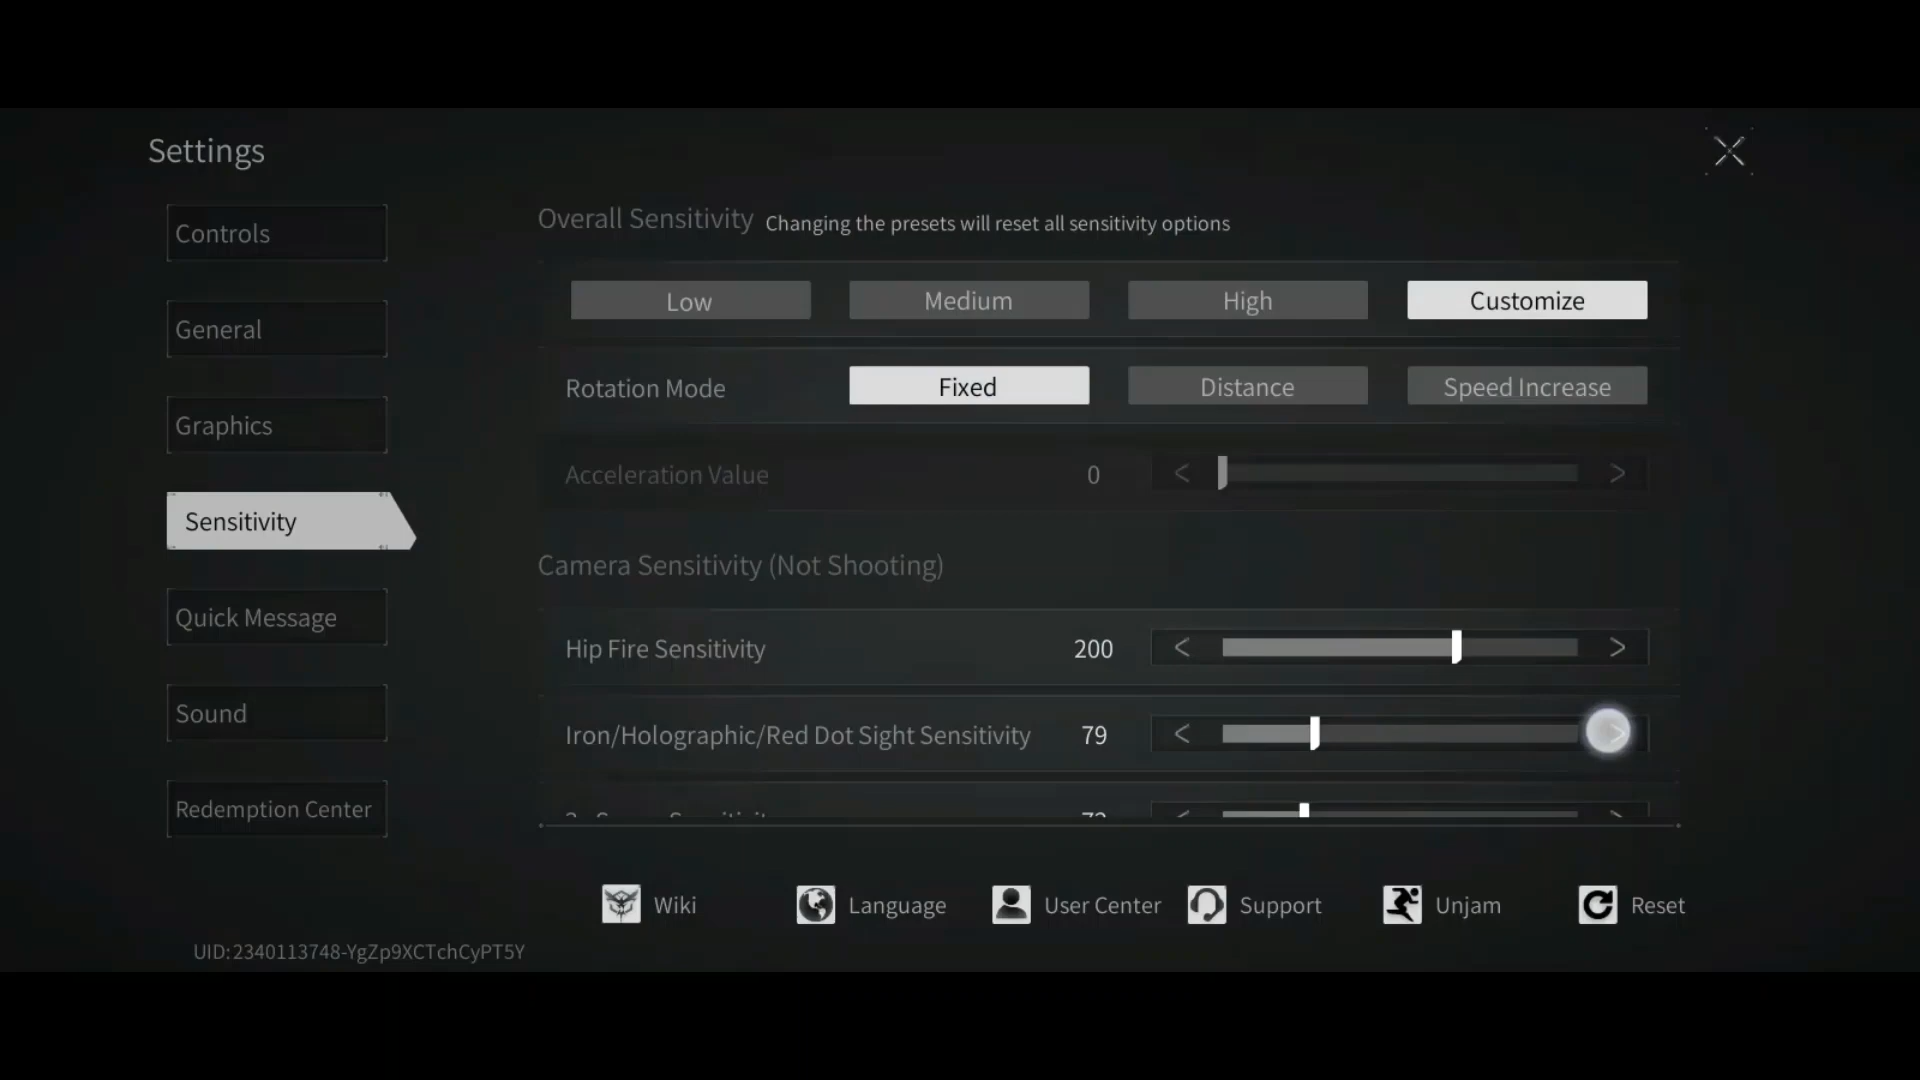 Settings
Controls
General
Graphics
Sensitivity
Quick Message
Sound
Redemption Center
Overall Sensitivity Changing the presets will reset all sensitivity options
Low Medium High Customize
Rotation Mode Fixed Distance Speed Increase
Acceleration Value 0
Camera Sensitivity (Not Shooting)
Hip Fire Sensitivity 200
Iron/Holographic/Red Dot Sight Sensitivity 79
Wiki Language User Center Support Unjam Reset
UID:2340113748-YgZp9XCTchCyPT5Y